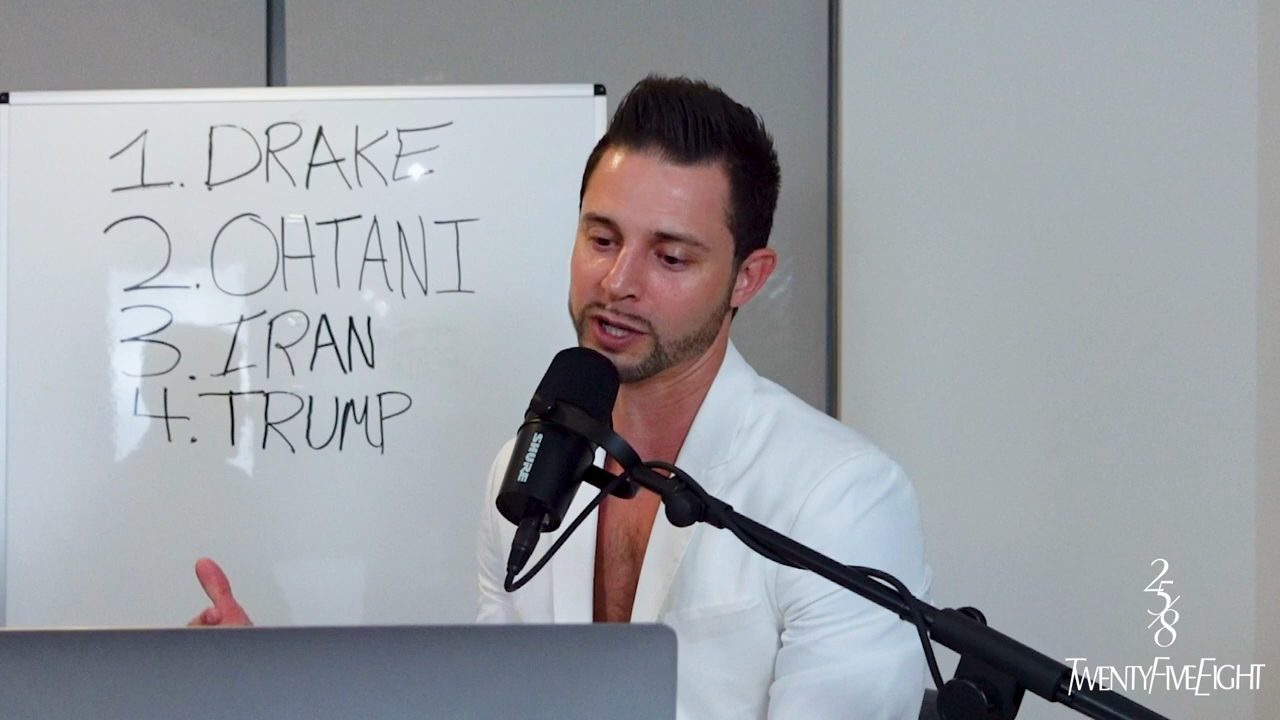 1. DRAKE
2. OHTANI
3. IRAN
4. TRUMP
SHURE
25/8
TWENTYFIVEEIGHT